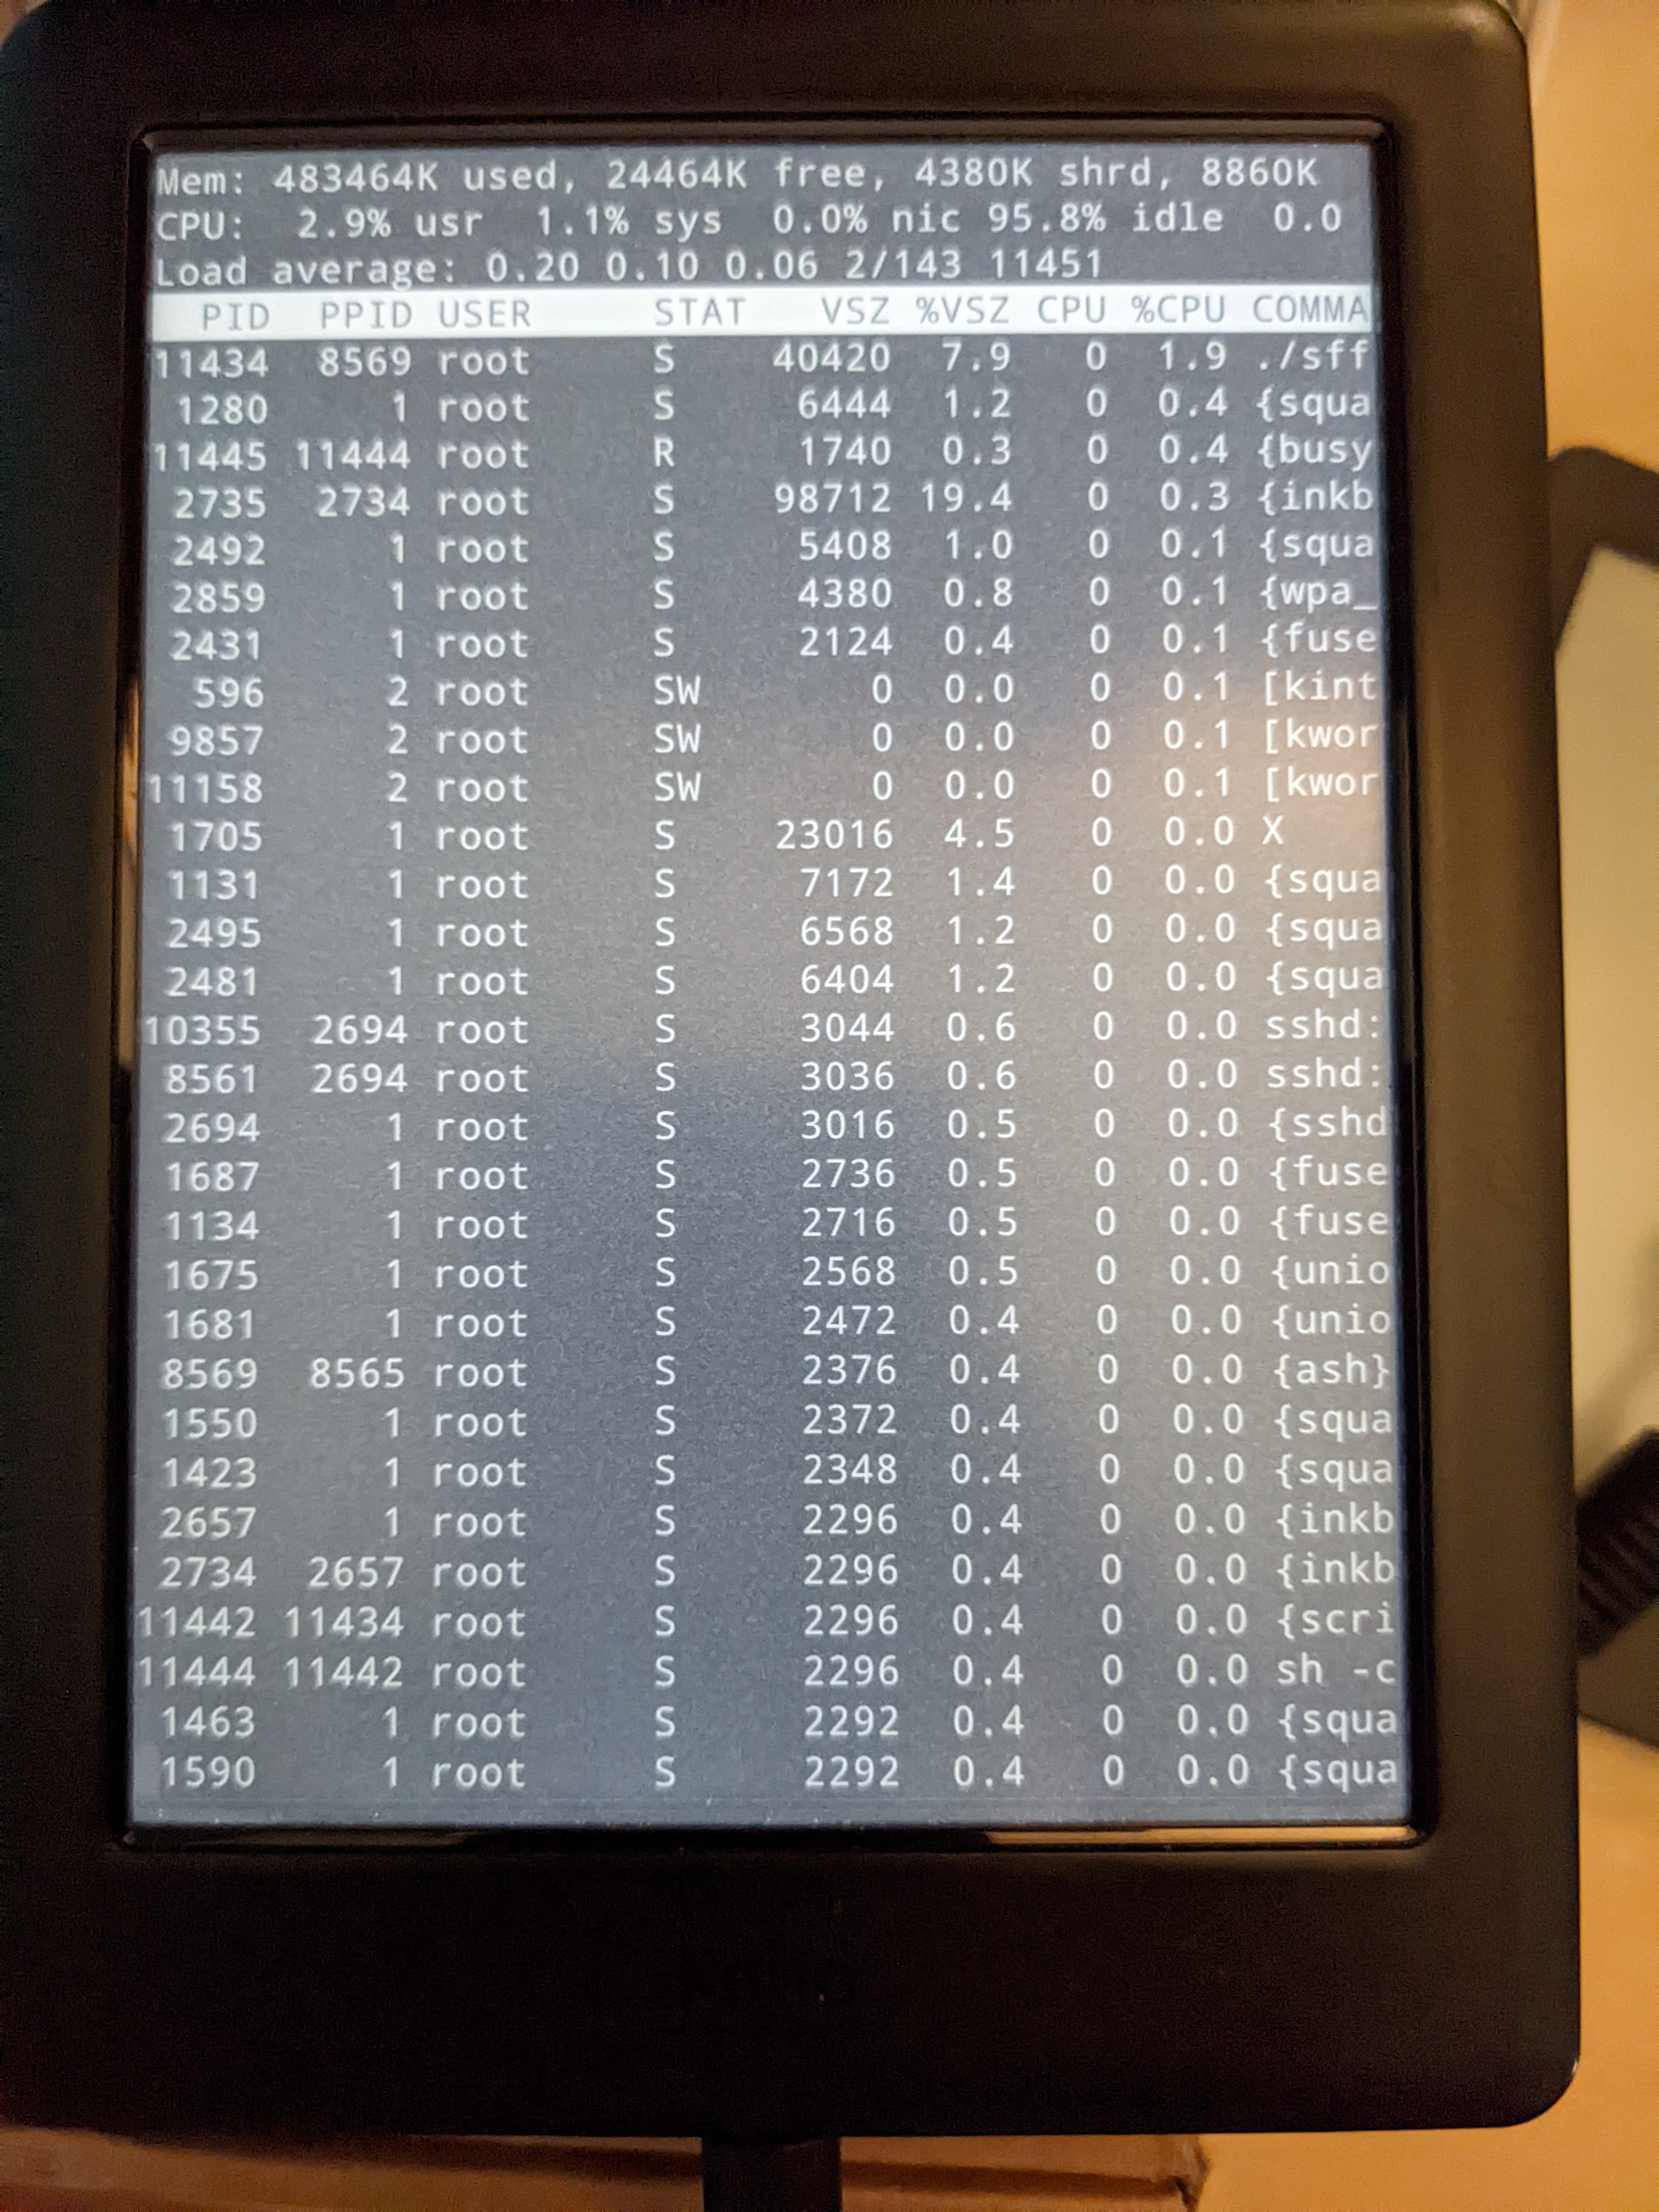 Mem: 483464K used, 24464K free, 4380K shrd, 8860K
CPU: 2.9% usr 1.1% sys 0.0% nic 95.8% idle 0.0
Load average: 0.20 0.10 0.06 2/143 11451
PID PPID USER STAT VSZ %VSZ CPU %CPU COMMA
11434 8569 root S 40420 7.9 0 1.9 ./sff
1280 1 root S 6444 1.2 0 0.4 {squa
11445 11444 root R 1740 0.3 0 0.4 {busy
2735 2734 root S 98712 19.4 0 0.3 {inkb
2492 1 root S 5408 1.0 0 0.1 {squa
2859 1 root S 4380 0.8 0 0.1 {wpa_
2431 1 root S 2124 0.4 0 0.1 {fuse
596 2 root SW 0 0.0 0 0.1 [kint
9857 2 root SW 0 0.0 0 0.1 [kwor
11158 2 root SW 0 0.0 0 0.1 [kwor
1705 1 root S 23016 4.5 0 0.0 X
1131 1 root S 7172 1.4 0 0.0 {squa
2495 1 root S 6568 1.2 0 0.0 {squa
2481 1 root S 6404 1.2 0 0.0 {squa
10355 2694 root S 3044 0.6 0 0.0 sshd:
8561 2694 root S 3036 0.6 0 0.0 sshd:
2694 1 root S 3016 0.5 0 0.0 {sshd
1687 1 root S 2736 0.5 0 0.0 {fuse
1134 1 root S 2716 0.5 0 0.0 {fuse
1675 1 root S 2568 0.5 0 0.0 {unio
1681 1 root S 2472 0.4 0 0.0 {unio
8569 8565 root S 2376 0.4 0 0.0 {ash}
1550 1 root S 2372 0.4 0 0.0 {squa
1423 1 root S 2348 0.4 0 0.0 {squa
2657 1 root S 2296 0.4 0 0.0 {inkb
2734 2657 root S 2296 0.4 0 0.0 {inkb
11442 11434 root S 2296 0.4 0 0.0 {scri
11444 11442 root S 2296 0.4 0 0.0 sh -c
1463 1 root S 2292 0.4 0 0.0 {squa
1590 1 root S 2292 0.4 0 0.0 {squa